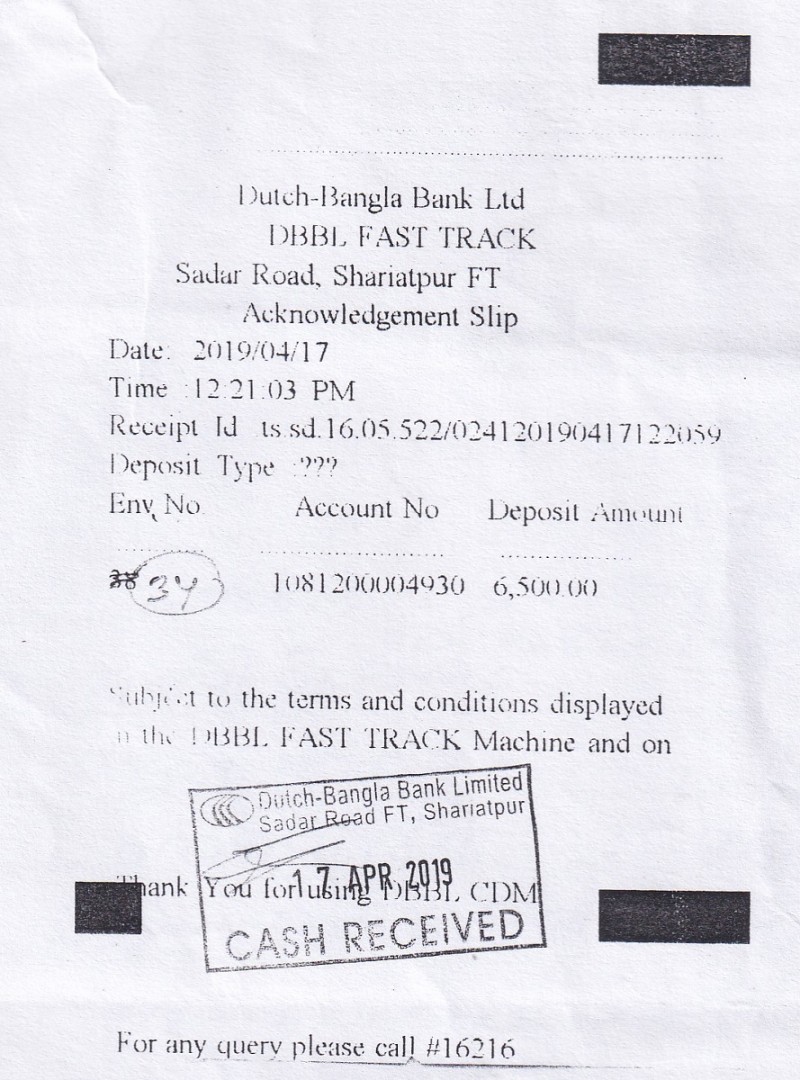 Dutch-Bangla Bank Ltd
DBBL FAST TRACK
Sadar Road, Shariatpur FT
Acknowledgement Slip
Date: 2019/04/17
Time :12:21:03 PM
Receipt Id :ts.sd.16.05.522/024120190417122059
Deposit Type :???
Env. No Account No Deposit Amount
34 1081200004930 6,500.00
Subject to the terms and conditions displayed
in the DBBL FAST TRACK Machine and on
Dutch-Bangla Bank Limited
Sadar Road FT, Shariatpur
17 APR 2019
Thank You for using DBBL CDM
CASH RECEIVED
For any query please call #16216